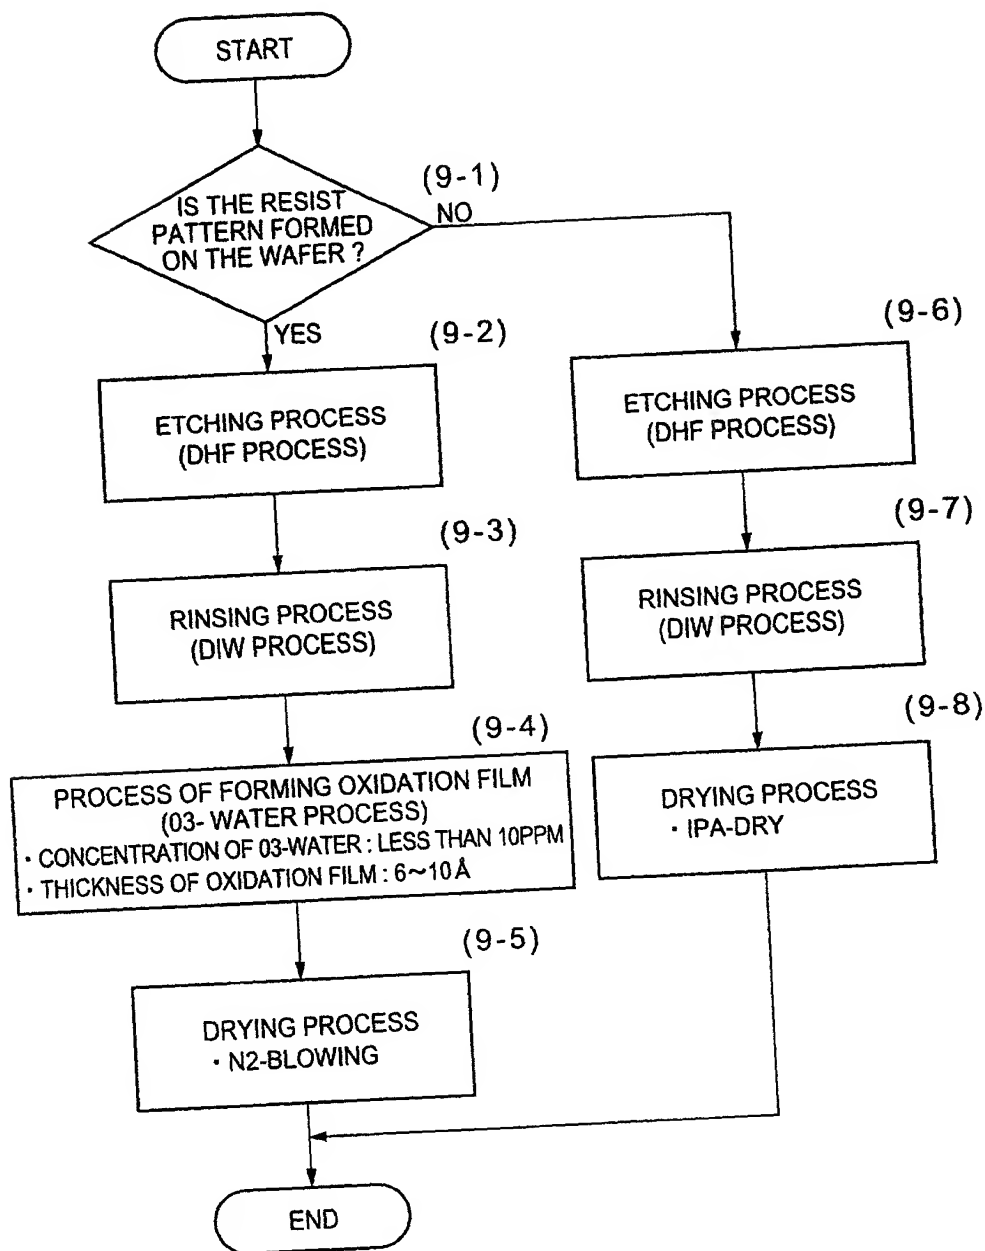 START
(9-1)
IS THE RESIST
PATTERN FORMED
ON THE WAFER ?
NO
YES
(9-2)
ETCHING PROCESS
(DHF PROCESS)
(9-3)
RINSING PROCESS
(DIW PROCESS)
(9-4)
PROCESS OF FORMING OXIDATION FILM
(03- WATER PROCESS)
· CONCENTRATION OF 03-WATER : LESS THAN 10PPM
· THICKNESS OF OXIDATION FILM : 6~10Å
(9-5)
DRYING PROCESS
· N2-BLOWING
(9-6)
ETCHING PROCESS
(DHF PROCESS)
(9-7)
RINSING PROCESS
(DIW PROCESS)
(9-8)
DRYING PROCESS
· IPA-DRY
END